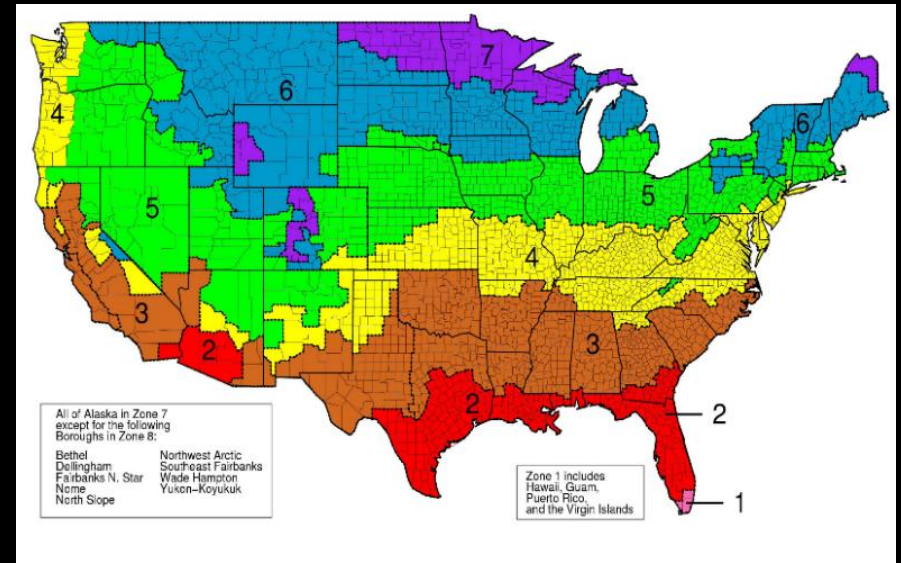 7
6
6
4
5
5
4
3
3
2
2
2
1
All of Alaska in Zone 7
except for the following
Boroughs in Zone 8:
Bethel
Dellingham
Fairbanks N. Star
Nome
North Slope
Northwest Arctic
Southeast Fairbanks
Wade Hampton
Yukon-Koyukuk
Zone 1 includes
Hawaii, Guam,
Puerto Rico,
and the Virgin Islands